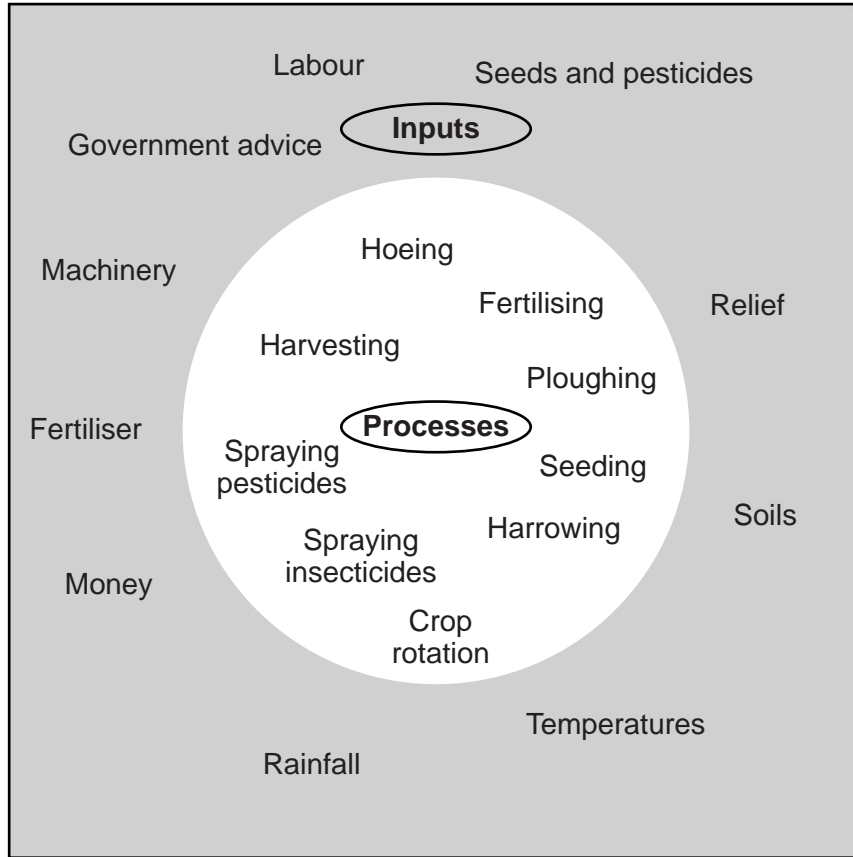 Labour
Seeds and pesticides
Inputs
Government advice
Hoeing
Machinery
Fertilising
Relief
Harvesting
Ploughing
Fertiliser
Processes
Spraying
pesticides
Seeding
Soils
Harrowing
Spraying
insecticides
Money
Crop
rotation
Temperatures
Rainfall